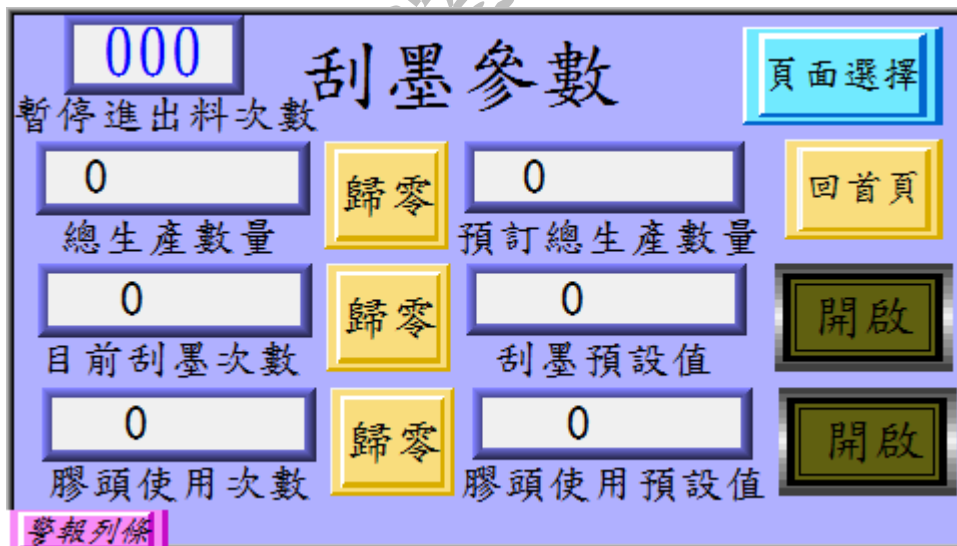 000
刮墨參數
頁面選擇
暫停進出料次數
0
歸零
0
回首頁
總生產數量
預訂總生產數量
0
歸零
0
開啟
目前刮墨次數
刮墨預設值
0
歸零
0
開啟
膠頭使用次數
膠頭使用預設值
警報列條